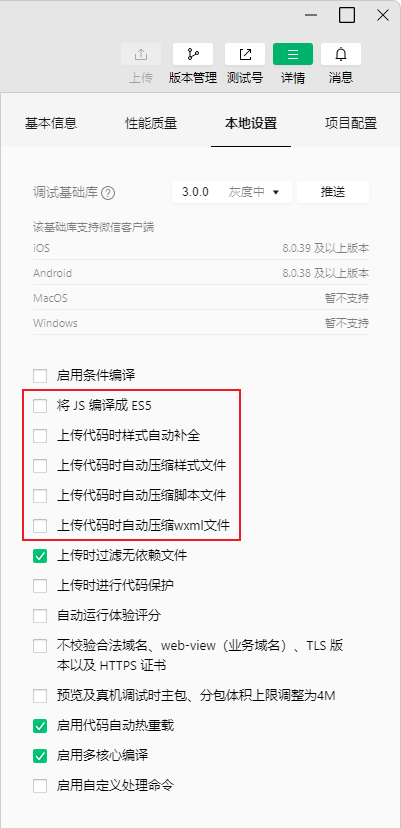 上传 版本管理 测试号 详情 消息
基本信息 性能质量 本地设置 项目配置
调试基础库 ? 3.0.0 灰度中 推送
该基础库支持微信客户端
iOS 8.0.39 及以上版本
Android 8.0.38 及以上版本
MacOS 暂不支持
Windows 暂不支持
启用条件编译
将 JS 编译成 ES5
上传代码时样式自动补全
上传代码时自动压缩样式文件
上传代码时自动压缩脚本文件
上传代码时自动压缩wxml文件
上传时过滤无依赖文件
上传时进行代码保护
自动运行体验评分
不校验合法域名、web-view（业务域名）、TLS 版
本以及 HTTPS 证书
预览及真机调试时主包、分包体积上限调整为4M
启用代码自动热重载
启用多核心编译
启用自定义处理命令